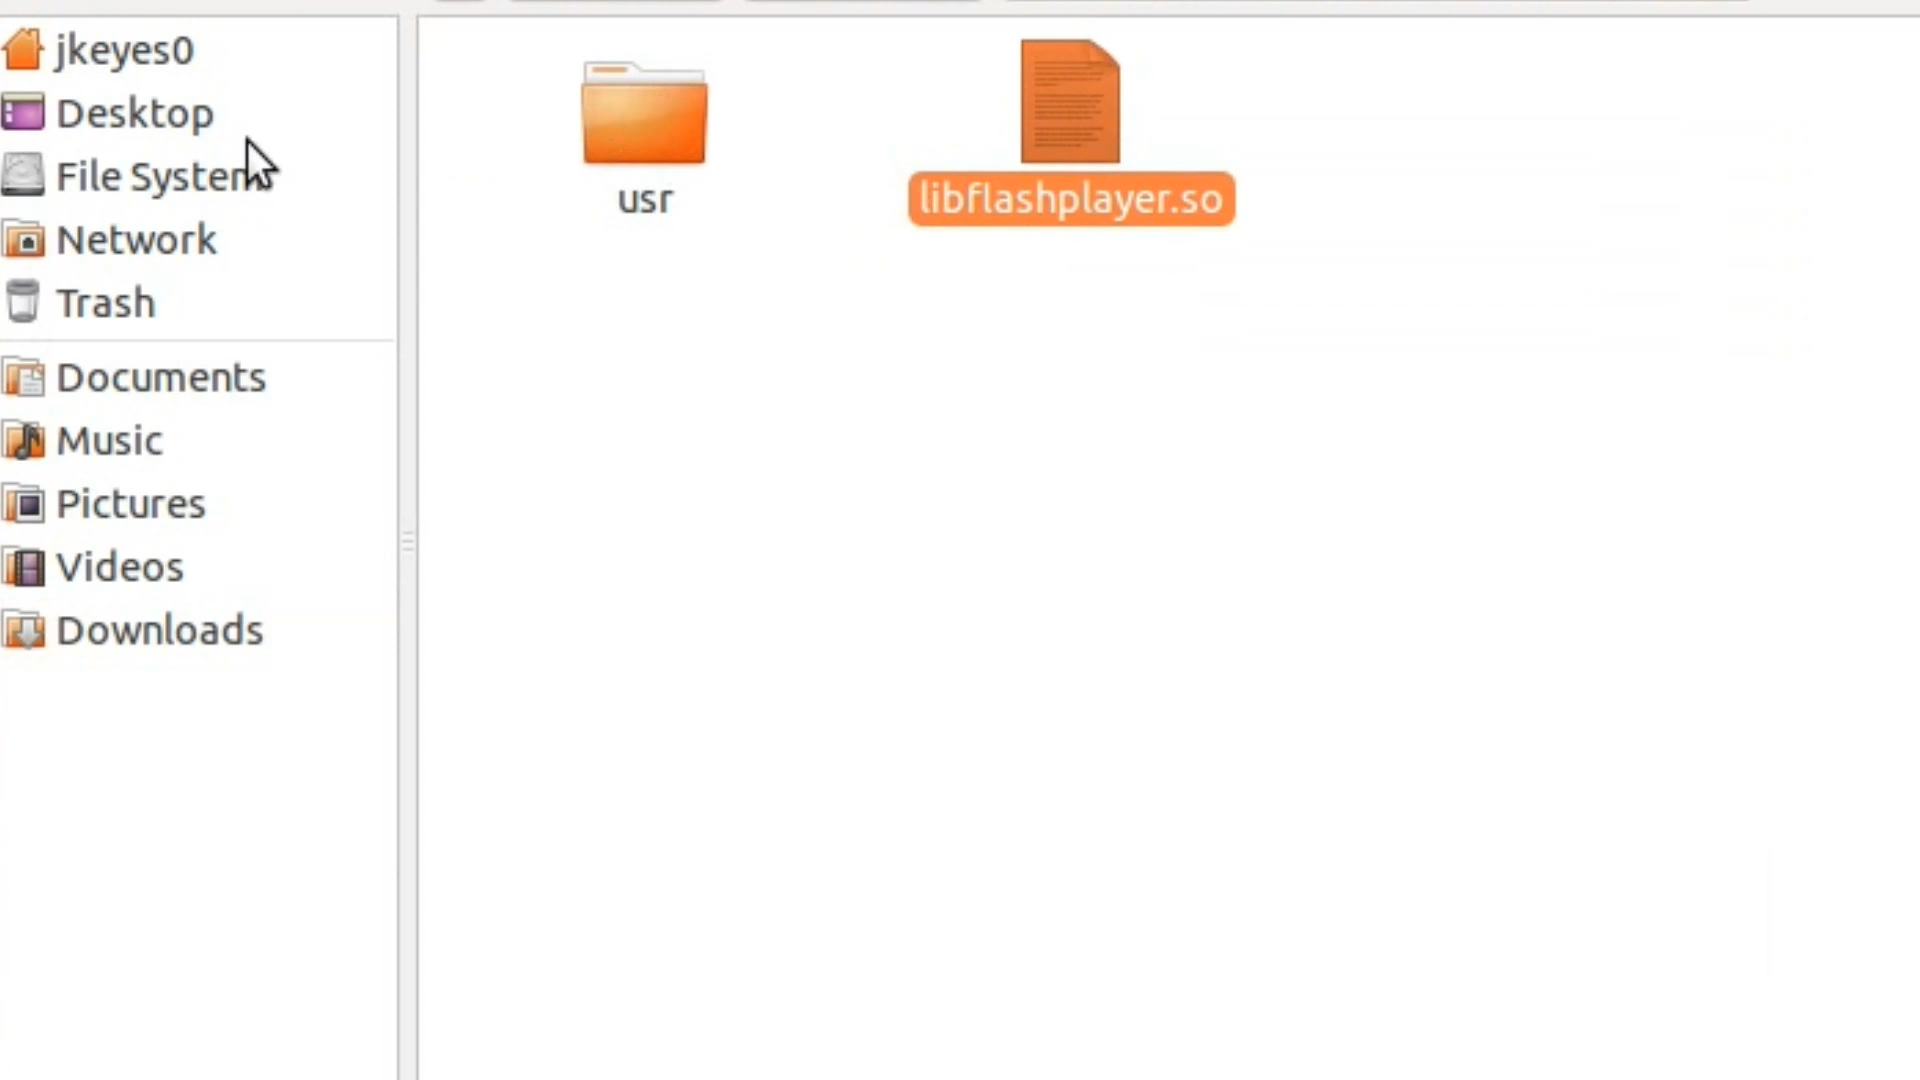 jkeyes0
Desktop
File System
Network
Trash
Documents
Music
Pictures
Videos
Downloads
usr
libflashplayer.so